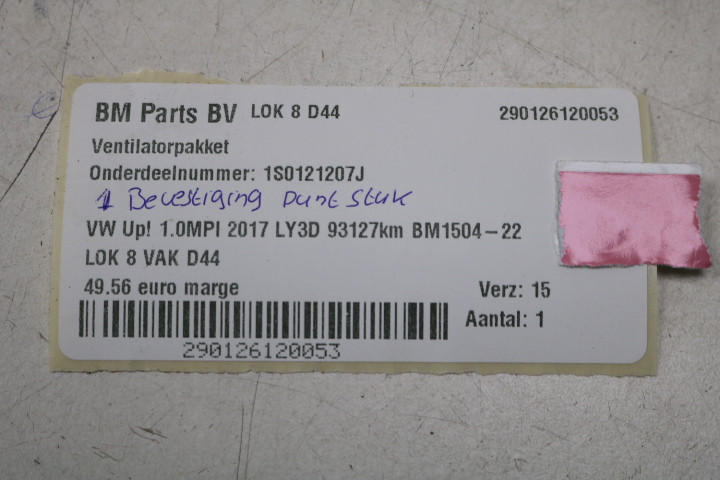 BM Parts BV LOK 8 D44 290126120053
Ventilatorpakket
Onderdeelnummer: 1S0121207J
1 Bevestiging punt stuk
VW Up! 1.0MPI 2017 LY3D 93127km BM1504-22
LOK 8 VAK D44
49.56 euro marge Verz: 15
Aantal: 1
290126120053